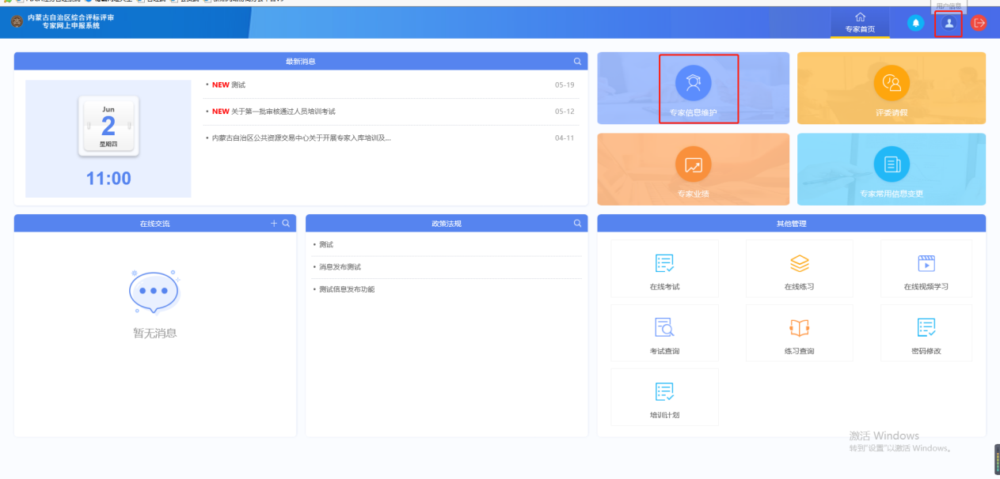 用户信息
内蒙古自治区综合评标评审
专家网上申报系统
专家首页
最新消息
Jun
2
星期四
11:00
• NEW 测试 05-19
• NEW 关于第一批审核通过人员培训考试 05-12
• 内蒙古自治区公共资源交易中心关于开展专家入库培训及... 04-11
专家信息维护
评委请假
专家业绩
专家常用信息变更
在线交流
暂无消息
政策法规
• 测试
• 消息发布测试
• 测试信息发布功能
其他管理
在线考试
在线练习
在线视频学习
考试查询
练习查询
密码修改
培训计划
激活 Windows
转到"设置"以激活 Windows。